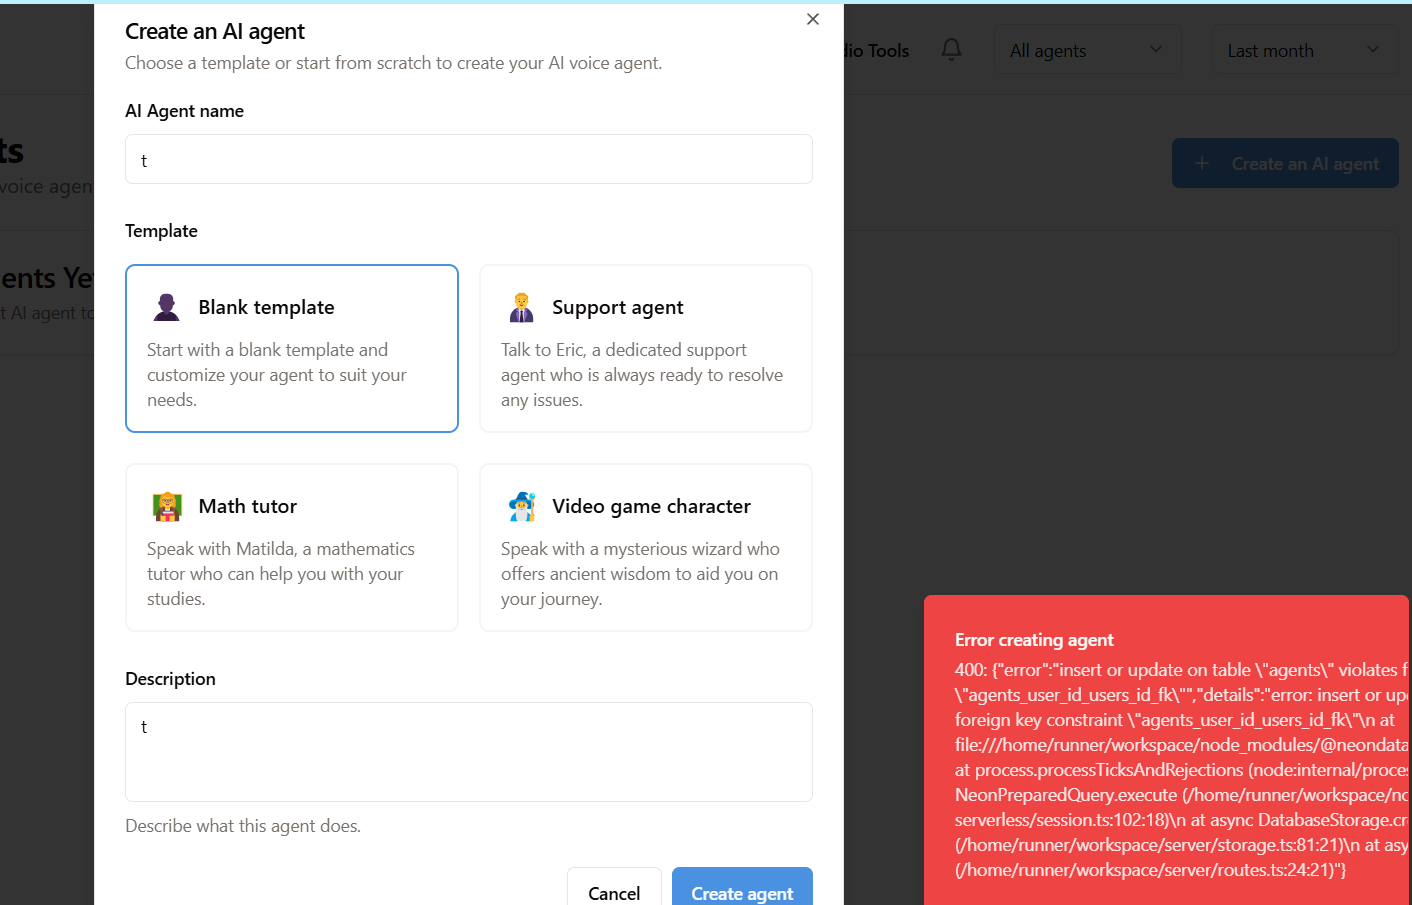 Create an AI agent
Choose a template or start from scratch to create your AI voice agent.
AI Agent name
t
Template
Blank template
Start with a blank template and
customize your agent to suit your
needs.
Support agent
Talk to Eric, a dedicated support
agent who is always ready to resolve
any issues.
Math tutor
Speak with Matilda, a mathematics
tutor who can help you with your
studies.
Video game character
Speak with a mysterious wizard who
offers ancient wisdom to aid you on
your journey.
Description
t
Describe what this agent does.
Cancel
Create agent
Tools
All agents
Last month
voice agen
Create an AI agent
ents Yet
t AI agent to
Error creating agent
400: {"error":"insert or update on table \"agents\" violates f
\"agents_user_id_users_id_fk\"","details":"error: insert or up
foreign key constraint \"agents_user_id_users_id_fk\"\n at
file:///home/runner/workspace/node_modules/@neondata
at process.processTicksAndRejections (node:internal/proce
NeonPreparedQuery.execute (/home/runner/workspace/no
serverless/session.ts:102:18)\n at async DatabaseStorage.cr
(/home/runner/workspace/server/storage.ts:81:21)\n at asy
(/home/runner/workspace/server/routes.ts:24:21)"}